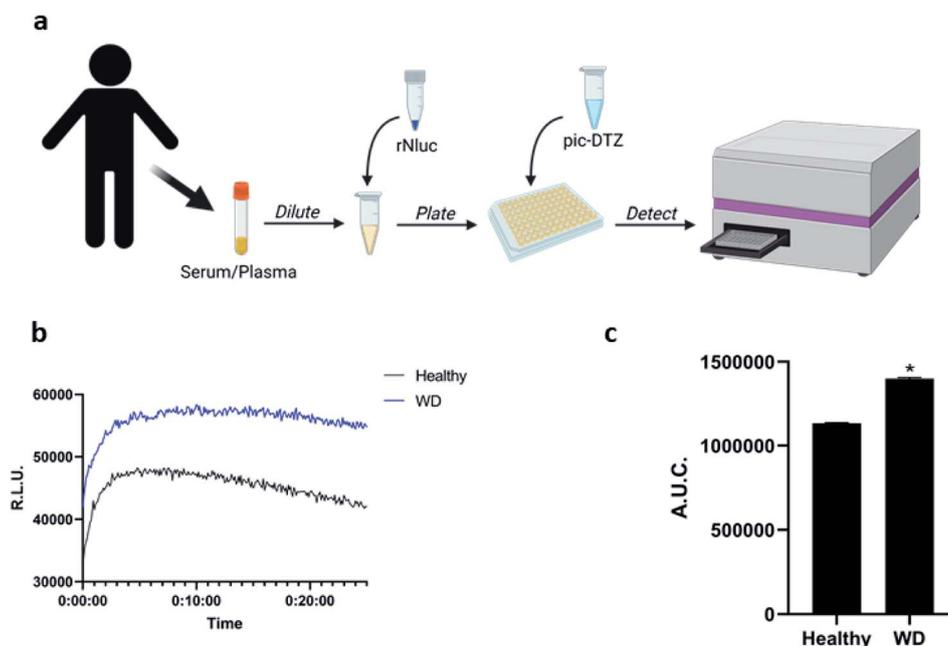 a
rNluc
pic-DTZ
Dilute
Plate
Detect
Serum/Plasma
b
Healthy
WD
60000
50000
40000
30000
R.L.U.
0:00:00
0:10:00
0:20:00
Time
c
1500000
1000000
500000
0
A.U.C.
*
Healthy
WD